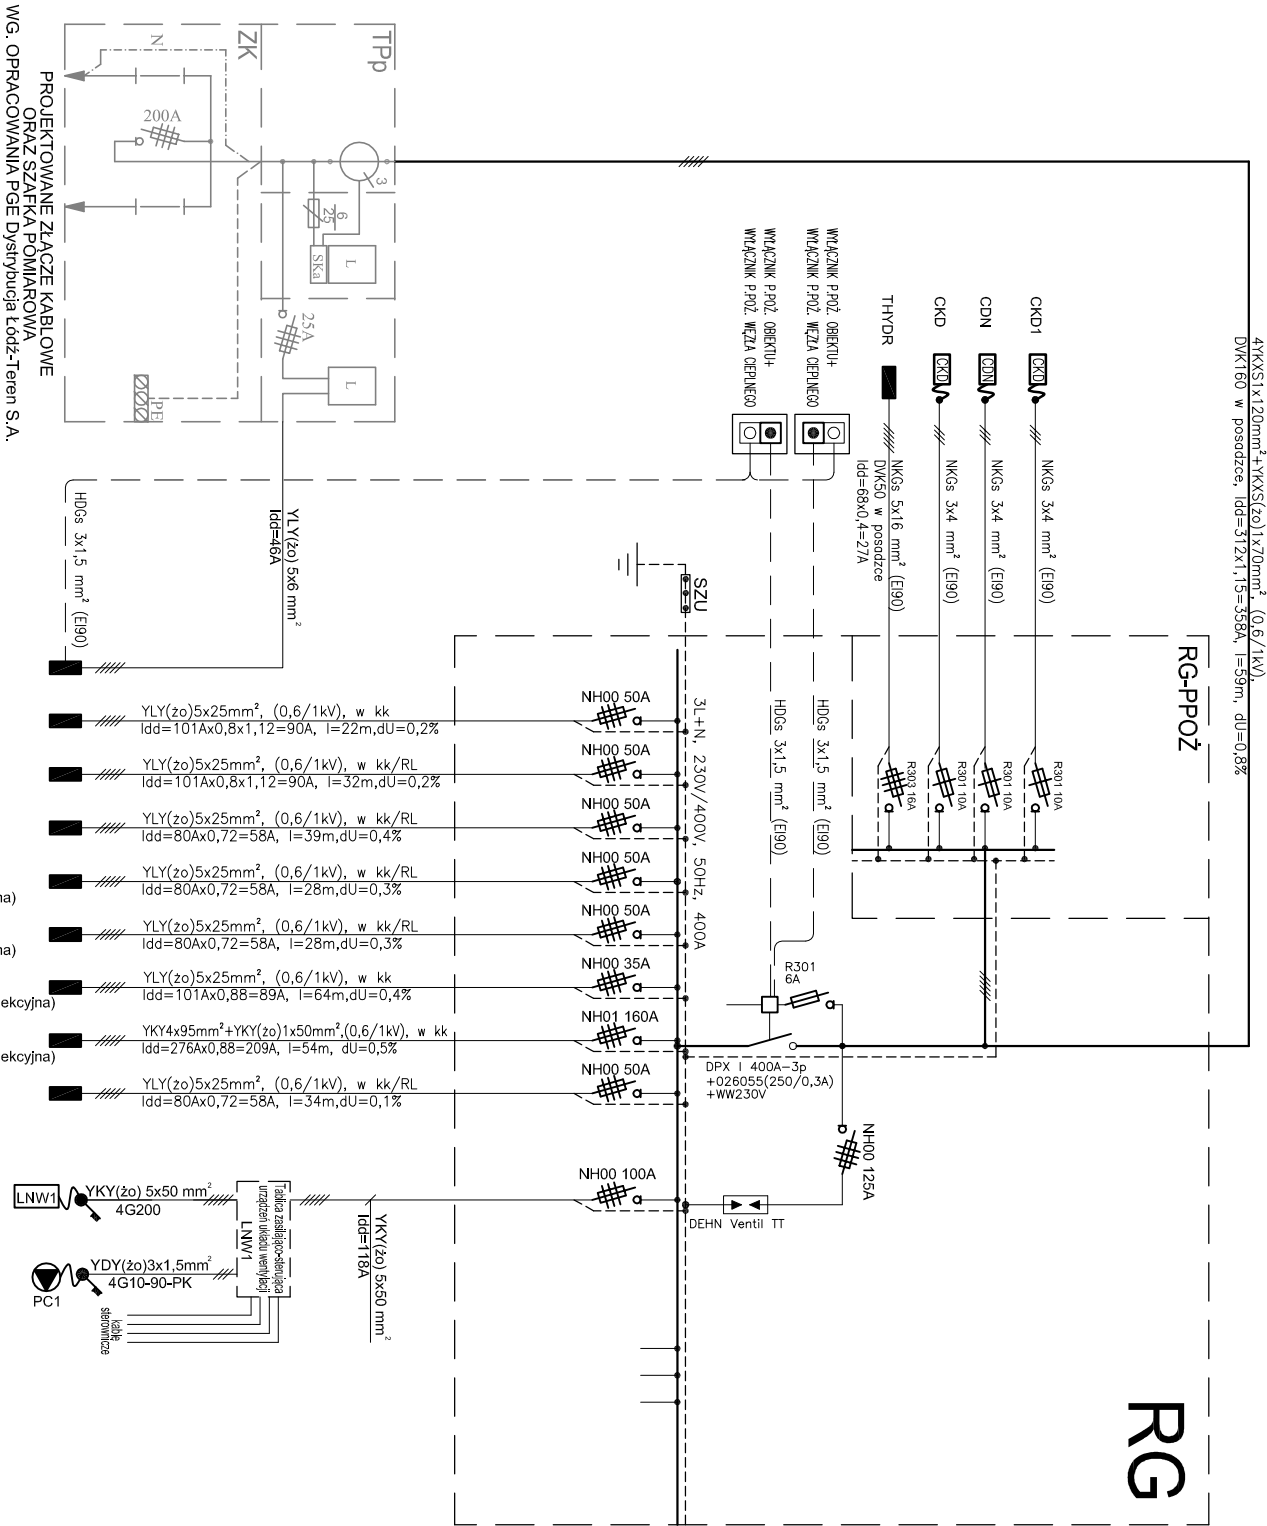 4YKXS1x120mm²+YKXS(żo)1x70mm², (0,6/1kV),
DVK160 w posadzce, Idd=312x1,15=358A, l=59m, dU=0,8%
TPp
ZK
N
200A
3
6
25
SKa
L
25A
L
PE
PROJEKTOWANE ZŁĄCZE KABLOWE
ORAZ SZAFKA POMIAROWA
WG. OPRACOWANIA PGE Dystrybucja Łódź-Teren S.A.
WYŁĄCZNIK P.POŻ. OBIEKTU+
WYŁĄCZNIK P.POŻ. WĘZŁA CIEPLNEGO
WYŁĄCZNIK P.POŻ. OBIEKTU+
WYŁĄCZNIK P.POŻ. WĘZŁA CIEPLNEGO
CKD1
CKD
NKGs 3x4 mm² (EI90)
R301 10A
CDN
CDN
NKGs 3x4 mm² (EI90)
R301 10A
CKD
CKD
NKGs 3x4 mm² (EI90)
R301 10A
THYDR
NKGs 5x16 mm² (EI90)
DVK50 w posadzce
Idd=68x0,4=27A
R303 16A
RG-PPOŻ
HDGs 3x1,5 mm² (EI90)
YLY(żo) 5x6 mm²
Idd=46A
SZU
3L+N, 230V/400V, 50Hz, 400A
HDGs 3x1,5 mm² (EI90)
HDGs 3x1,5 mm² (EI90)
NH00 50A
YLY(żo)5x25mm², (0,6/1kV), w kk
Idd=101Ax0,8x1,12=90A, l=22m,dU=0,2%
NH00 50A
YLY(żo)5x25mm², (0,6/1kV), w kk/RL
Idd=101Ax0,8x1,12=90A, l=32m,dU=0,2%
NH00 50A
YLY(żo)5x25mm², (0,6/1kV), w kk/RL
Idd=80Ax0,72=58A, l=39m,dU=0,4%
NH00 50A
YLY(żo)5x25mm², (0,6/1kV), w kk/RL
Idd=80Ax0,72=58A, l=28m,dU=0,3%
na)
NH00 50A
YLY(żo)5x25mm², (0,6/1kV), w kk/RL
Idd=80Ax0,72=58A, l=28m,dU=0,3%
na)
NH00 35A
YLY(żo)5x25mm², (0,6/1kV), w kk
Idd=101Ax0,88=89A, l=64m,dU=0,4%
ekcyjna)
NH01 160A
YKY4x95mm²+YKY(żo)1x50mm²,(0,6/1kV), w kk
Idd=276Ax0,88=209A, l=54m, dU=0,5%
ekcyjna)
NH00 50A
YLY(żo)5x25mm², (0,6/1kV), w kk/RL
Idd=80Ax0,72=58A, l=34m,dU=0,1%
R301
6A
DPX I 400A-3p
+026055(250/0,3A)
+WW230V
NH00 125A
DEHN Ventil TT
NH00 100A
YKY(żo) 5x50 mm²
Idd=118A
Tablica zasilająco-sterująca
urządzeń układu wentylacji
LNW1
LNW1
YKY(żo) 5x50 mm²
4G200
PC1
YDY(żo)3x1,5mm²
4G10-90-PK
kable
sterownicze
RG